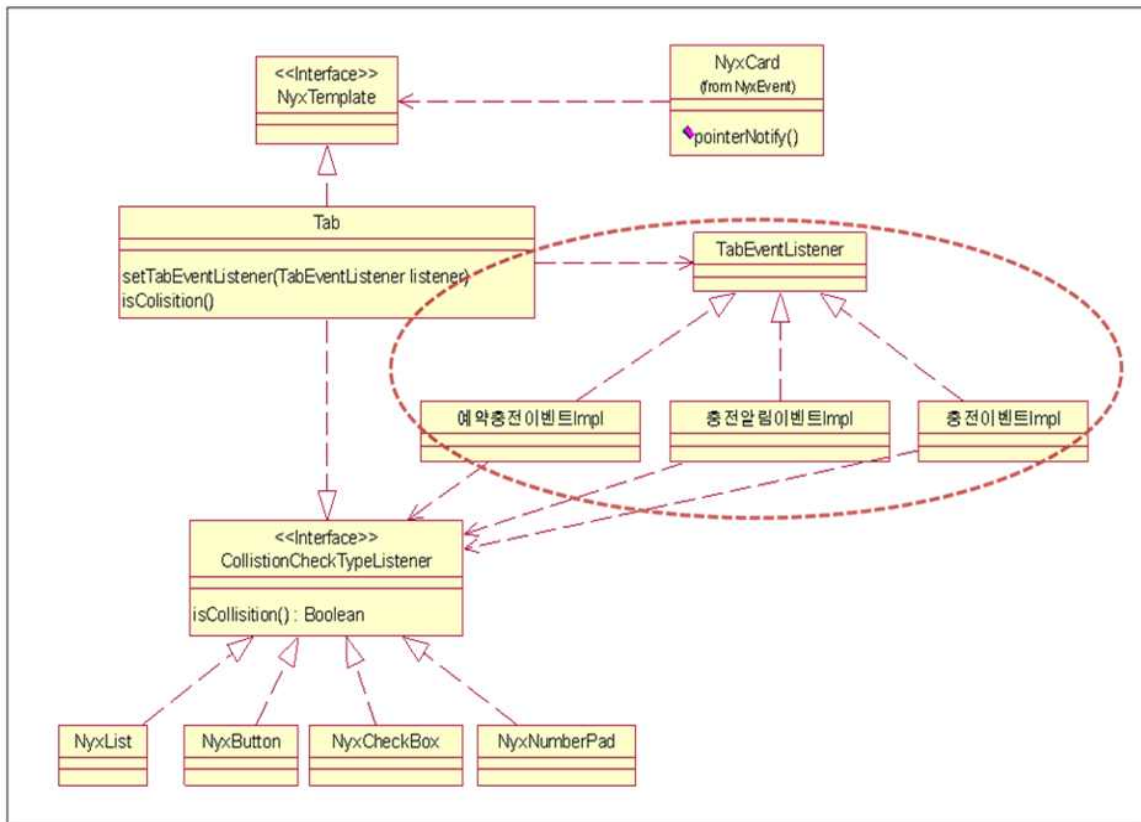 <<Interface>>
NyxTemplate
NyxCard
(from NyxEvent)
pointerNotify()
Tab
setTabEventListener(TabEventListener listener)
isColisition()
TabEventListener
예약충전이벤트Impl
충전알림이벤트Impl
충전이벤트Impl
<<Interface>>
CollistionCheckTypeListener
isCollisition() : Boolean
NyxList
NyxButton
NyxCheckBox
NyxNumberPad